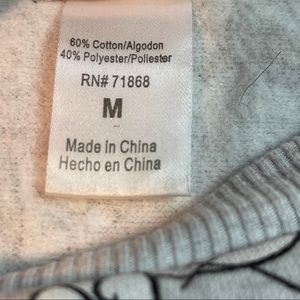 60% Cotton/Algodon
40% Polyester/Poliester
RN# 71868
M
Made in China
Hecho en China